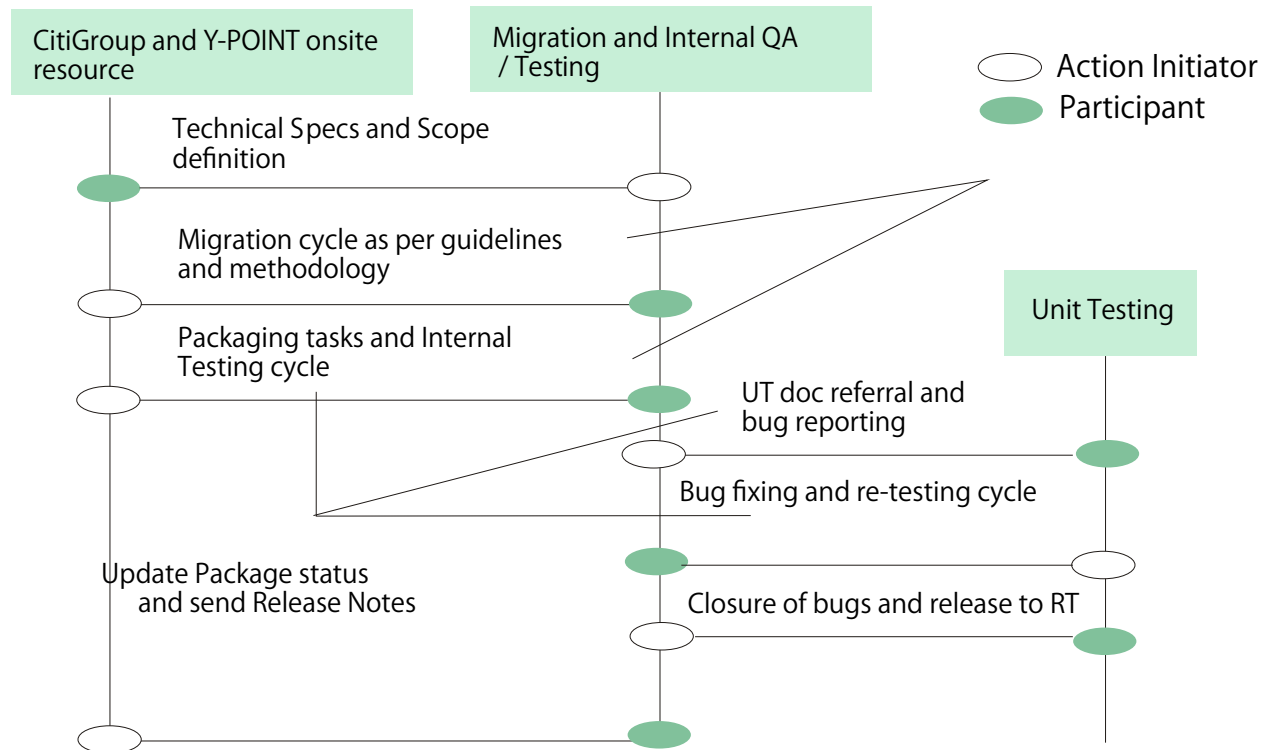 CitiGroup and Y-POINT onsite
resource
Migration and Internal QA
/ Testing
Action Initiator
Participant
Technical Specs and Scope
definition
Migration cycle as per guidelines
and methodology
Unit Testing
Packaging tasks and Internal
Testing cycle
UT doc referral and
bug reporting
Bug fixing and re-testing cycle
Update Package status
and send Release Notes
Closure of bugs and release to RT